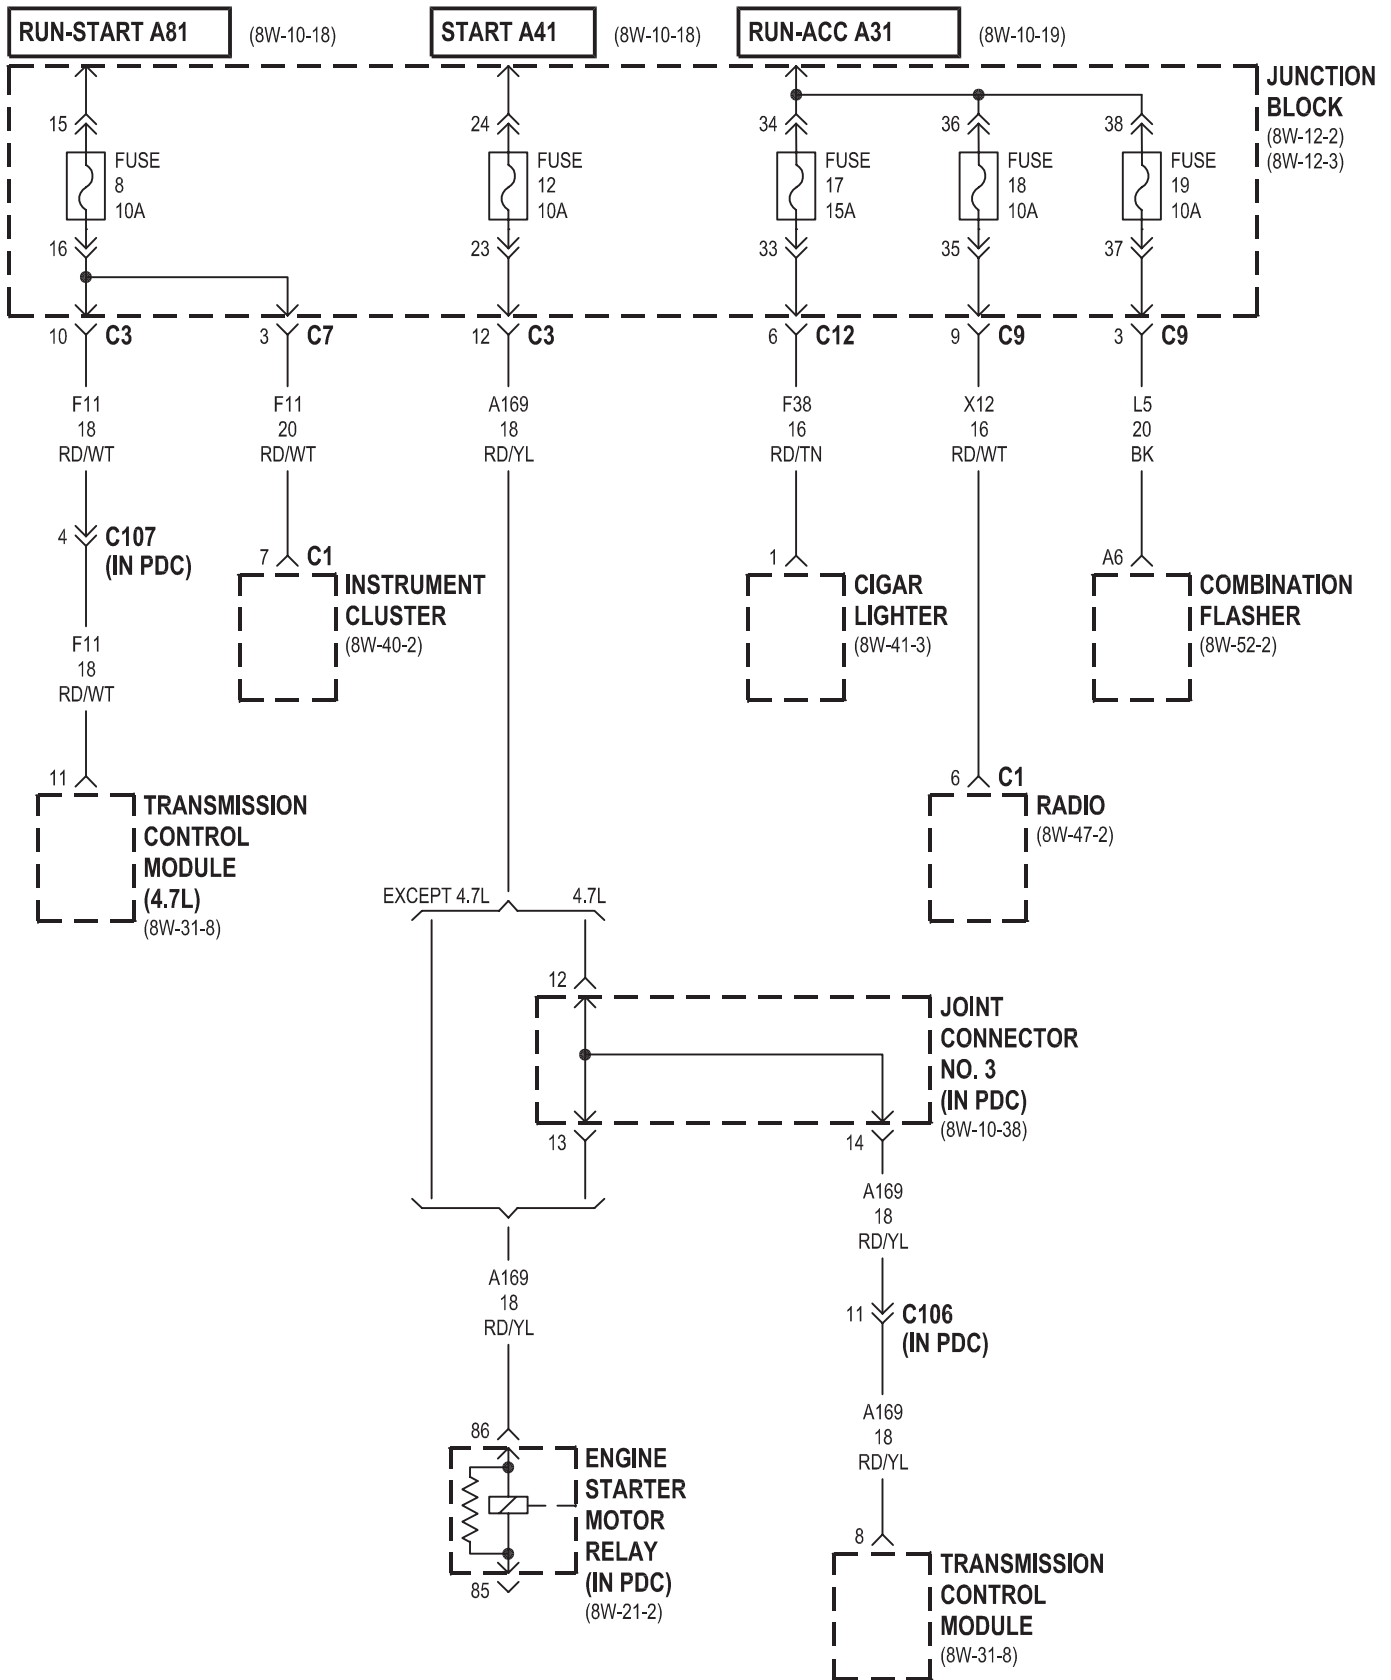 RUN-START A81 (8W-10-18)
START A41 (8W-10-18)
RUN-ACC A31 (8W-10-19)
JUNCTION
BLOCK
(8W-12-2)
(8W-12-3)
15
FUSE
8
10A
16
24
FUSE
12
10A
23
34
FUSE
17
15A
33
36
FUSE
18
10A
35
38
FUSE
19
10A
37
10 C3
3 C7
12 C3
6 C12
9 C9
3 C9
F11
18
RD/WT
F11
20
RD/WT
A169
18
RD/YL
F38
16
RD/TN
X12
16
RD/WT
L5
20
BK
4 C107
(IN PDC)
7 C1
INSTRUMENT
CLUSTER
(8W-40-2)
1
CIGAR
LIGHTER
(8W-41-3)
A6
COMBINATION
FLASHER
(8W-52-2)
F11
18
RD/WT
11
TRANSMISSION
CONTROL
MODULE
(4.7L)
(8W-31-8)
6 C1
RADIO
(8W-47-2)
EXCEPT 4.7L
4.7L
12
JOINT
CONNECTOR
NO. 3
(IN PDC)
(8W-10-38)
13
14
A169
18
RD/YL
A169
18
RD/YL
11 C106
(IN PDC)
A169
18
RD/YL
86
ENGINE
STARTER
MOTOR
RELAY
(IN PDC)
(8W-21-2)
85
8
TRANSMISSION
CONTROL
MODULE
(8W-31-8)